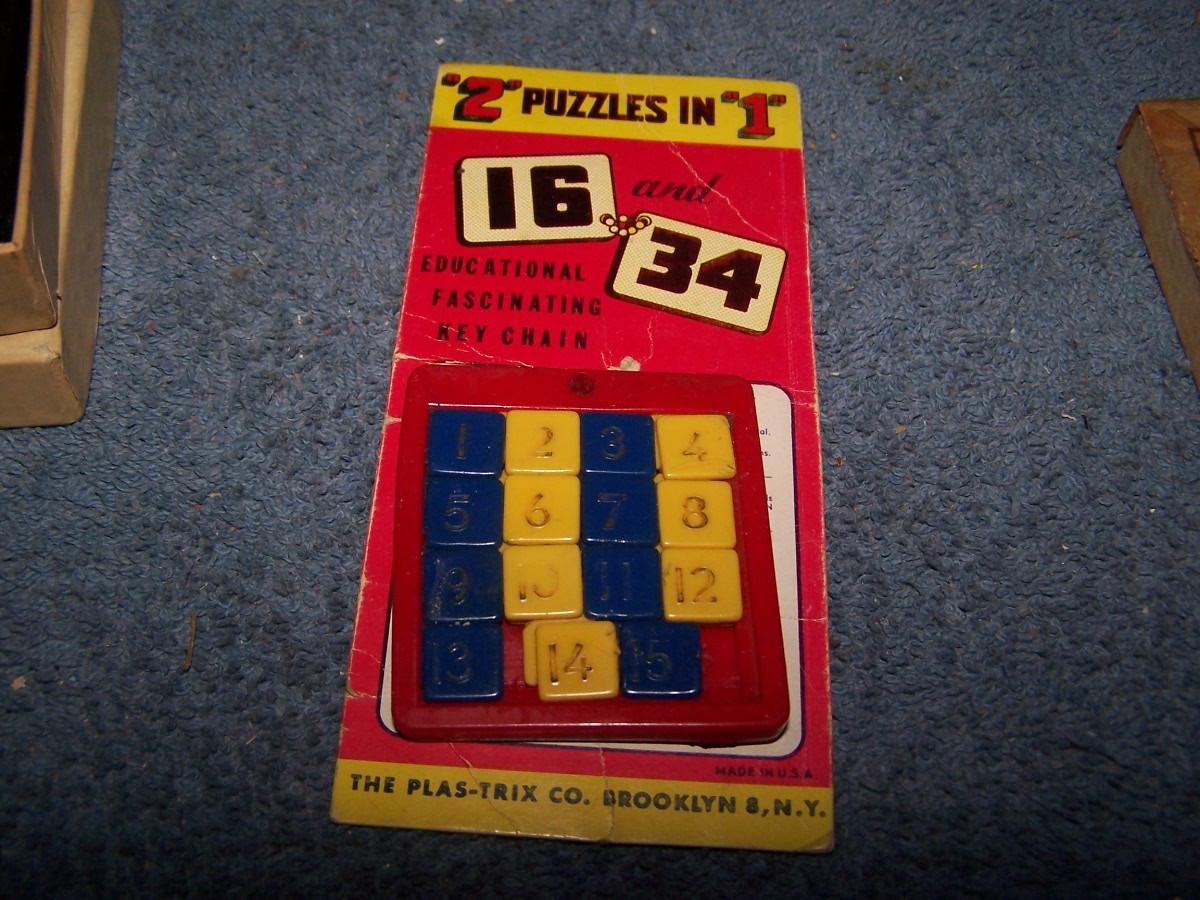 "2" PUZZLES IN "1"
16 and 34
EDUCATIONAL
FASCINATING
KEY CHAIN
1 2 3 4
5 6 7 8
9 10 11 12
13 14 15
MADE IN U.S.A.
THE PLAS-TRIX CO. BROOKLYN 8, N.Y.